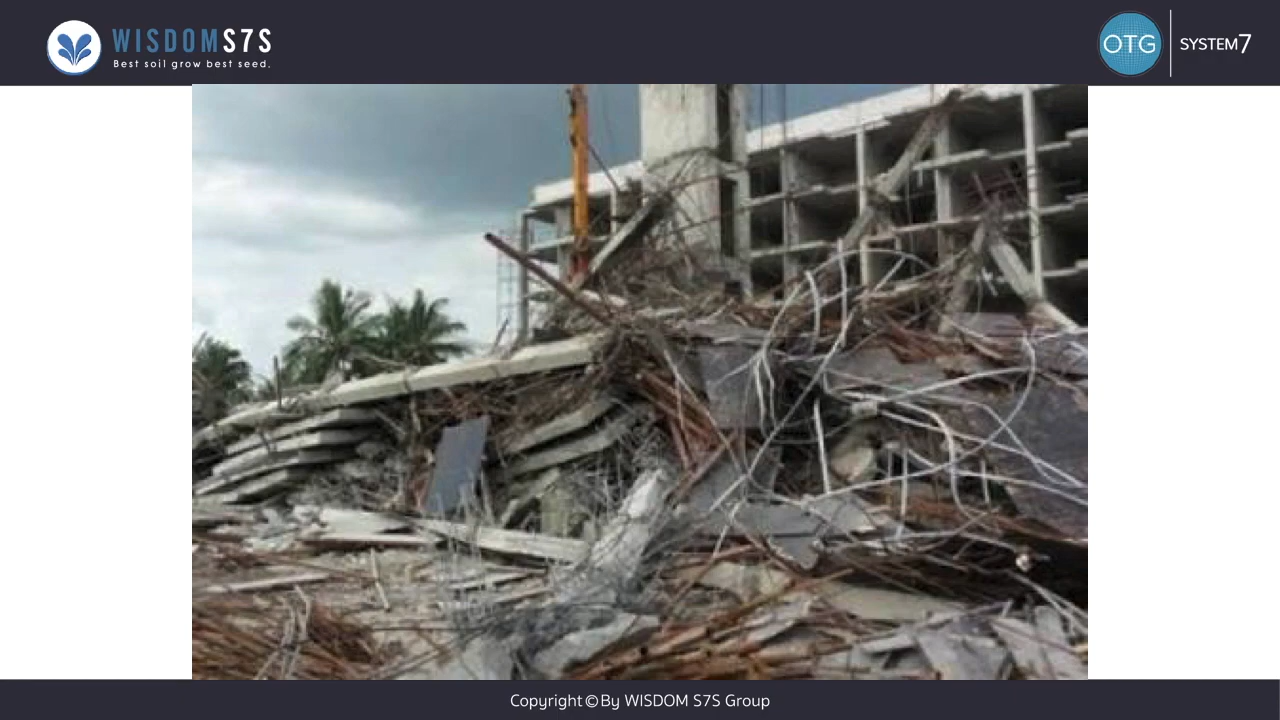 WISDOMS7S
Best soil grow best seed.
OTG
SYSTEM7
Copyright©By WISDOM S7S Group